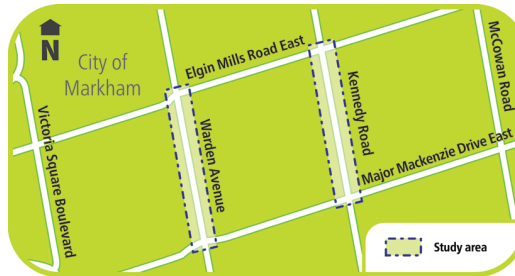 N
City of
Markham
Elgin Mills Road East
McCowan Road
Victoria Square Boulevard
Warden Avenue
Kennedy Road
Major Mackenzie Drive East
Study area